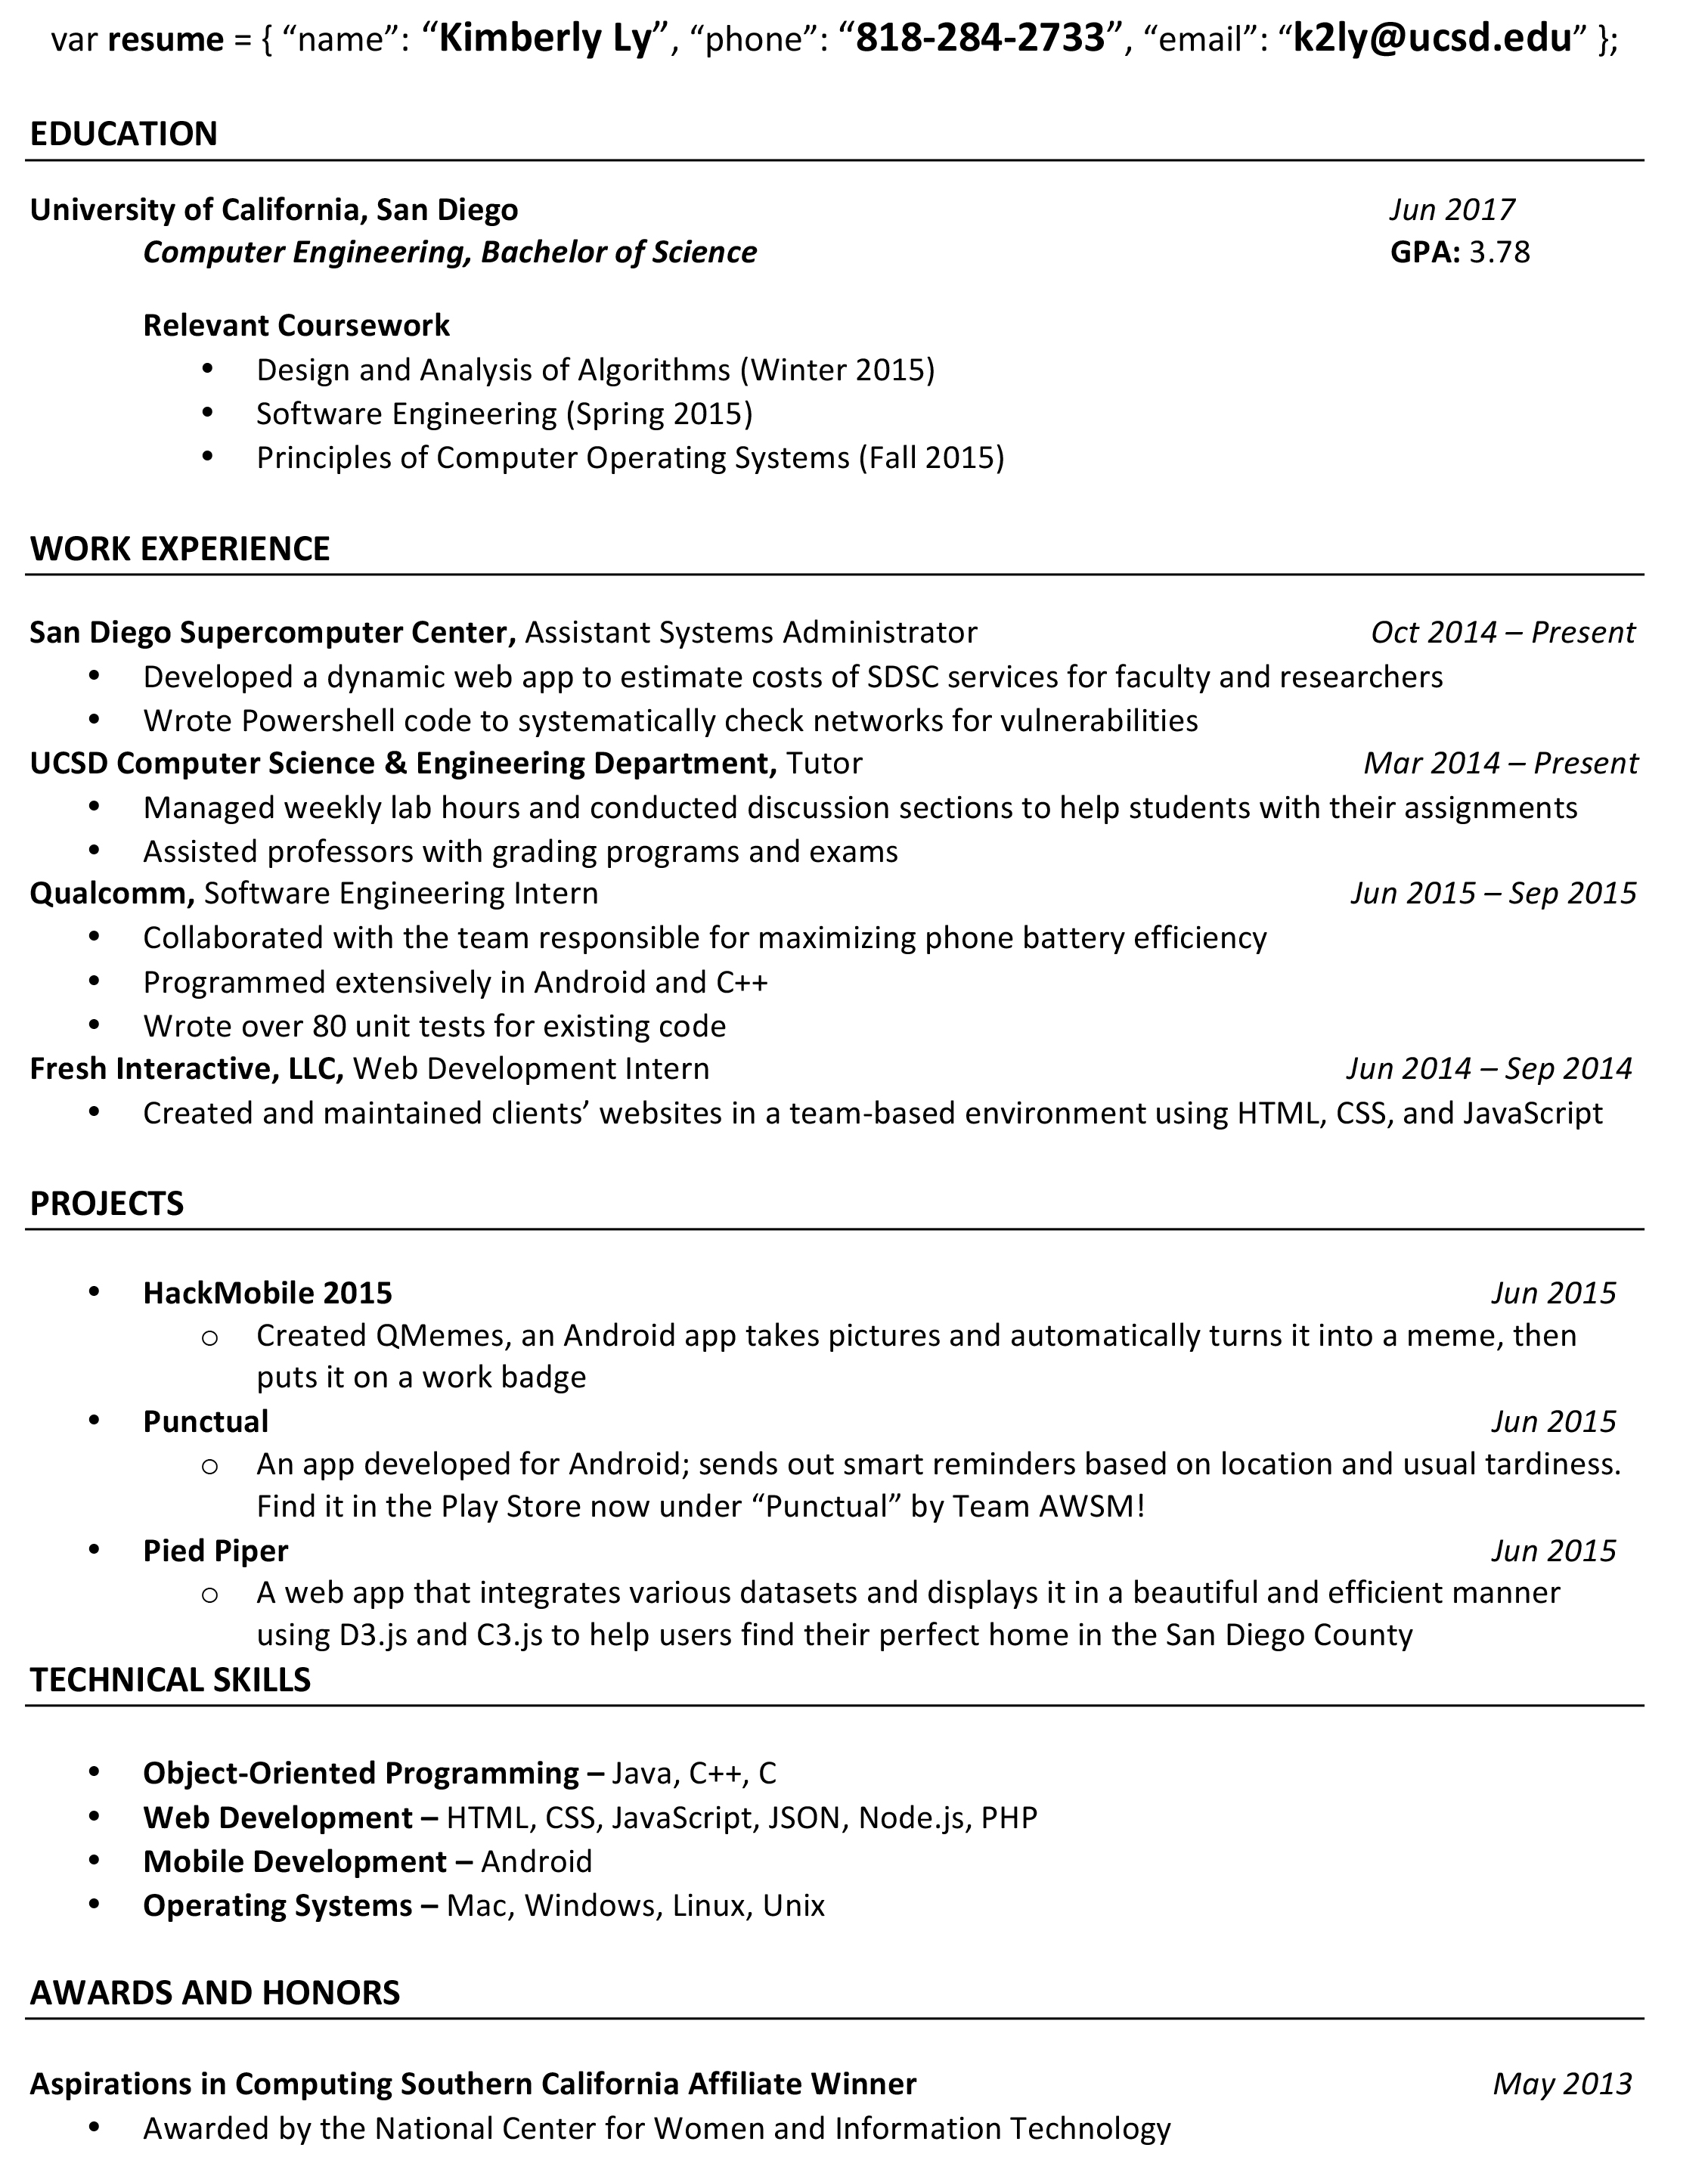 var resume = { “name”: “Kimberly Ly”, “phone”: “818-284-2733”, “email”: “k2ly@ucsd.edu” };
EDUCATION
University of California, San Diego Jun 2017
Computer Engineering, Bachelor of Science GPA: 3.78
Relevant Coursework
• Design and Analysis of Algorithms (Winter 2015)
• Software Engineering (Spring 2015)
• Principles of Computer Operating Systems (Fall 2015)
WORK EXPERIENCE
San Diego Supercomputer Center, Assistant Systems Administrator Oct 2014 – Present
• Developed a dynamic web app to estimate costs of SDSC services for faculty and researchers
• Wrote Powershell code to systematically check networks for vulnerabilities
UCSD Computer Science & Engineering Department, Tutor Mar 2014 – Present
• Managed weekly lab hours and conducted discussion sections to help students with their assignments
• Assisted professors with grading programs and exams
Qualcomm, Software Engineering Intern Jun 2015 – Sep 2015
• Collaborated with the team responsible for maximizing phone battery efficiency
• Programmed extensively in Android and C++
• Wrote over 80 unit tests for existing code
Fresh Interactive, LLC, Web Development Intern Jun 2014 – Sep 2014
• Created and maintained clients’ websites in a team-based environment using HTML, CSS, and JavaScript
PROJECTS
• HackMobile 2015 Jun 2015
o Created QMemes, an Android app takes pictures and automatically turns it into a meme, then
puts it on a work badge
• Punctual Jun 2015
o An app developed for Android; sends out smart reminders based on location and usual tardiness.
Find it in the Play Store now under “Punctual” by Team AWSM!
• Pied Piper Jun 2015
o A web app that integrates various datasets and displays it in a beautiful and efficient manner
using D3.js and C3.js to help users find their perfect home in the San Diego County
TECHNICAL SKILLS
• Object-Oriented Programming – Java, C++, C
• Web Development – HTML, CSS, JavaScript, JSON, Node.js, PHP
• Mobile Development – Android
• Operating Systems – Mac, Windows, Linux, Unix
AWARDS AND HONORS
Aspirations in Computing Southern California Affiliate Winner May 2013
• Awarded by the National Center for Women and Information Technology